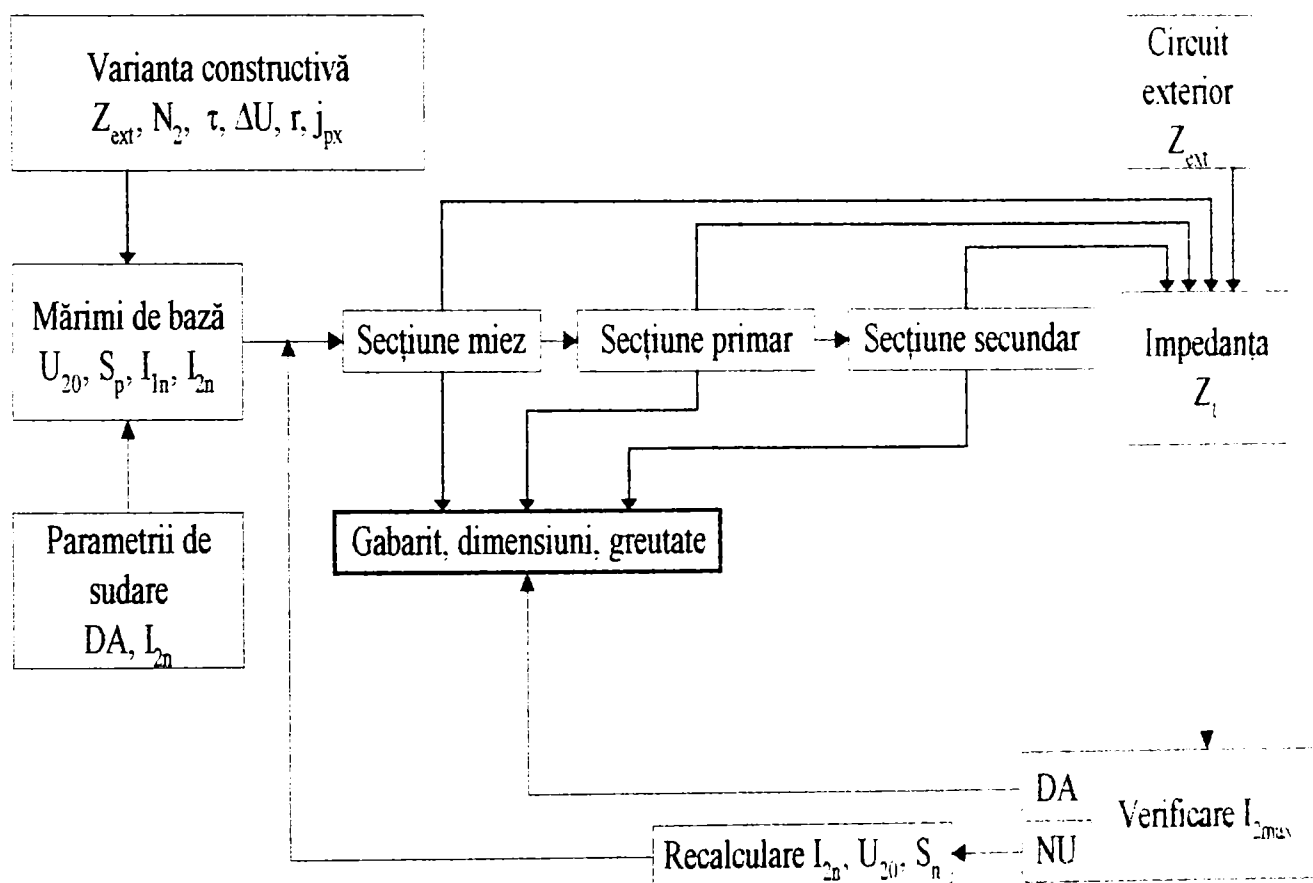 Varianta constructivă
Z_ext, N_2, τ, ΔU, r, j_px
Circuit
exterior
Z_ext
Mărimi de bază
U_20, S_p, I_1n, I_2n
Secțiune miez
Secțiune primar
Secțiune secundar
Impedanța
Z_t
Parametrii de
sudare
DA, I_2n
Gabarit, dimensiuni, greutate
DA
NU
Verificare I_2max
Recalculare I_2n, U_20, S_n